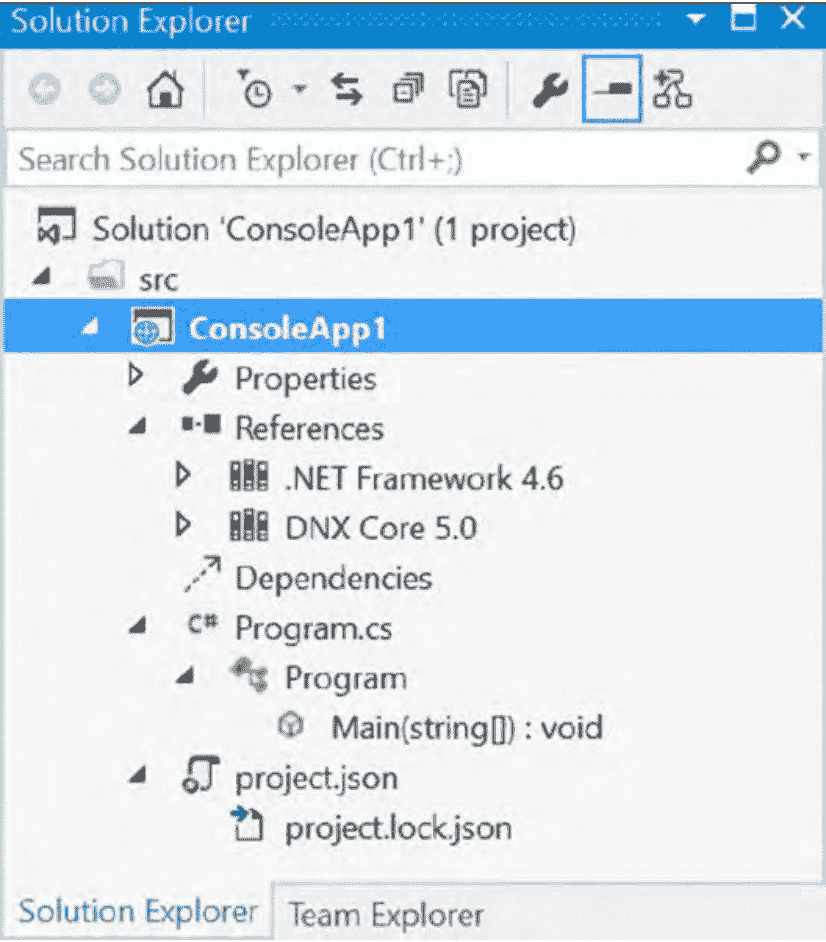 Solution Explorer
Search Solution Explorer (Ctrl+;)
Solution 'ConsoleApp1' (1 project)
src
ConsoleApp1
Properties
References
.NET Framework 4.6
DNX Core 5.0
Dependencies
C# Program.cs
Program
Main(string[]) : void
project.json
project.lock.json
Solution Explorer Team Explorer